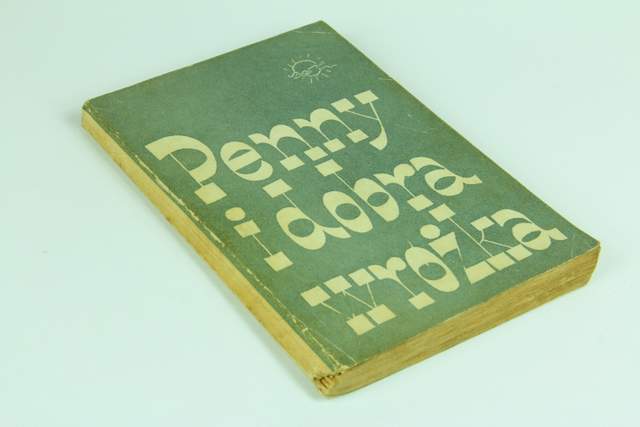 Penny
i dobra
wróżka